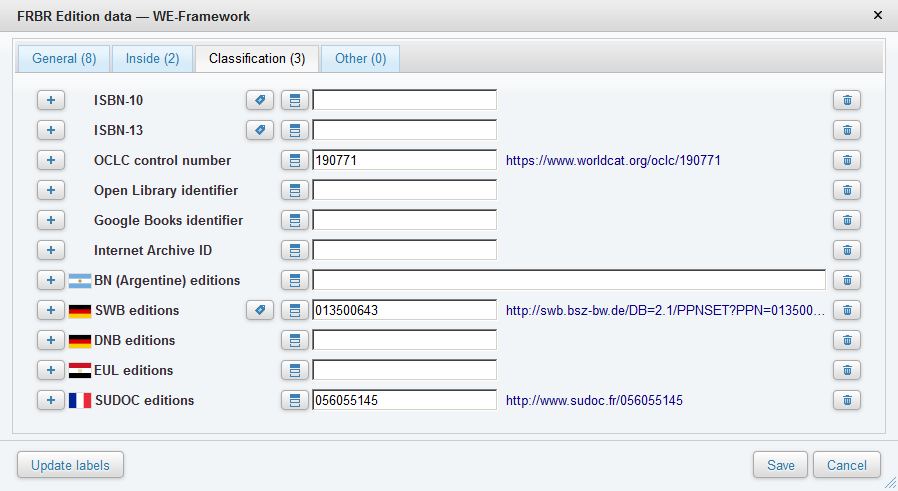 FRBR Edition data — WE-Framework ×
General (8) Inside (2) Classification (3) Other (0)
ISBN-10
ISBN-13
OCLC control number 190771 https://www.worldcat.org/oclc/190771
Open Library identifier
Google Books identifier
Internet Archive ID
BN (Argentine) editions
SWB editions 013500643 http://swb.bsz-bw.de/DB=2.1/PPNSET?PPN=013500...
DNB editions
EUL editions
SUDOC editions 056055145 http://www.sudoc.fr/056055145
Update labels Save Cancel